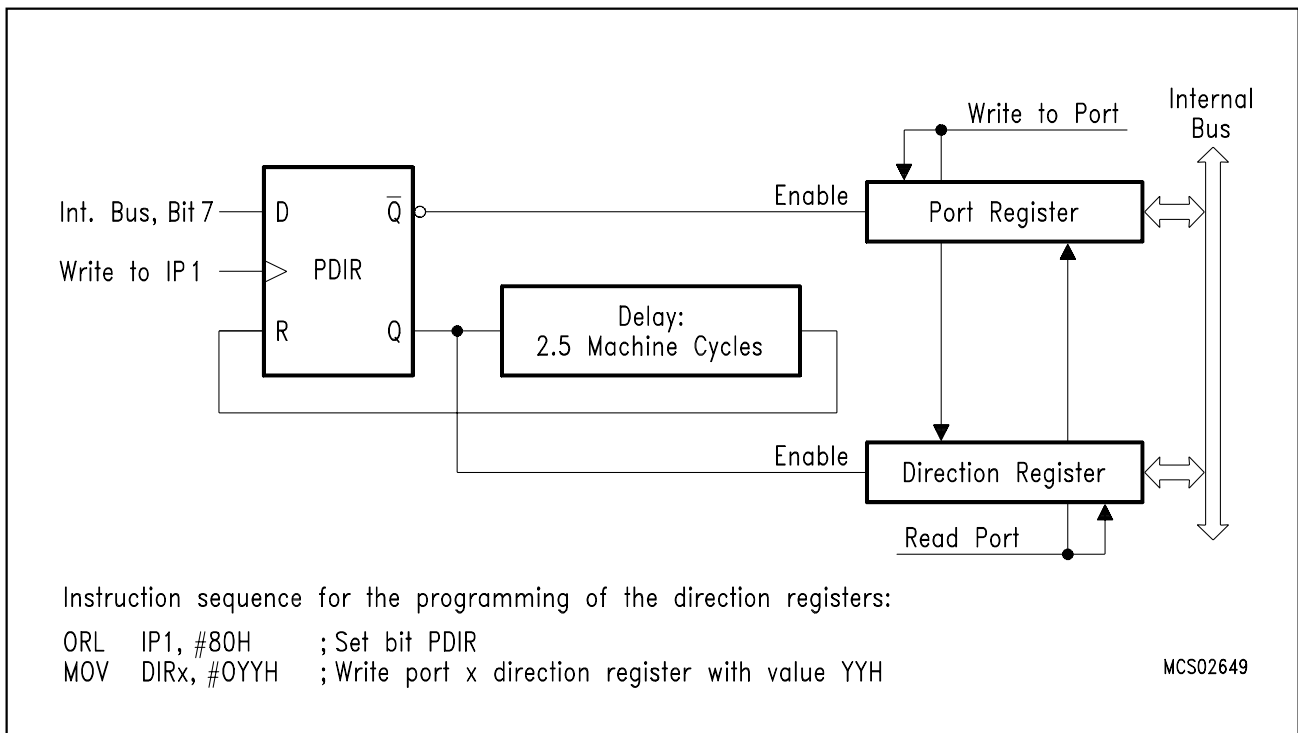 Write to Port
Internal
Bus
Int. Bus, Bit 7
D
Q̅
Enable
Port Register
Write to IP1
PDIR
R
Q
Delay:
2.5 Machine Cycles
Enable
Direction Register
Read Port
Instruction sequence for the programming of the direction registers:
ORL IP1, #80H ; Set bit PDIR
MOV DIRx, #0YYH ; Write port x direction register with value YYH
MCS02649